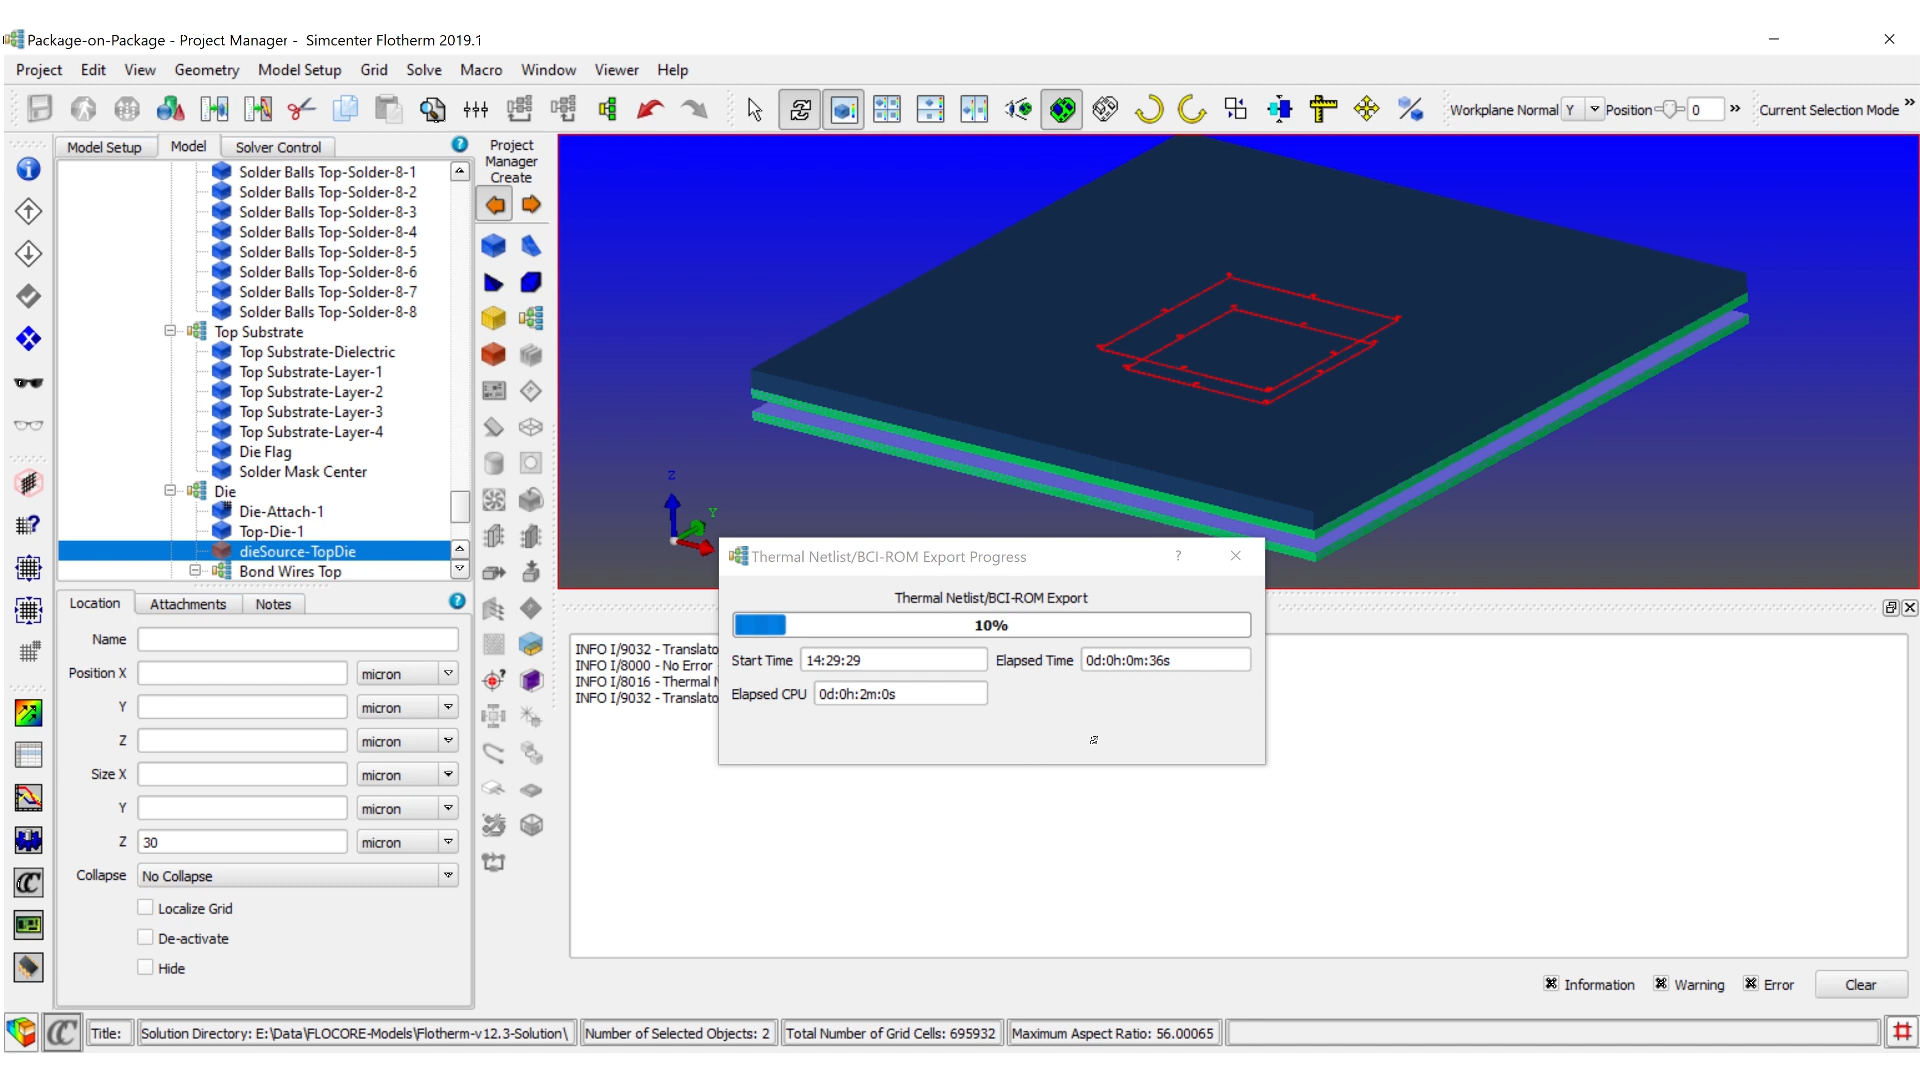 Package-on-Package - Project Manager - Simcenter Flotherm 2019.1
Project Edit View Geometry Model Setup Grid Solve Macro Window Viewer Help
Workplane Normal Y Position 0 » Current Selection Mode »
Model Setup Model Solver Control
Project Manager Create
Solder Balls Top-Solder-8-1
Solder Balls Top-Solder-8-2
Solder Balls Top-Solder-8-3
Solder Balls Top-Solder-8-4
Solder Balls Top-Solder-8-5
Solder Balls Top-Solder-8-6
Solder Balls Top-Solder-8-7
Solder Balls Top-Solder-8-8
Top Substrate
Top Substrate-Dielectric
Top Substrate-Layer-1
Top Substrate-Layer-2
Top Substrate-Layer-3
Top Substrate-Layer-4
Die Flag
Solder Mask Center
Die
Die-Attach-1
Top-Die-1
dieSource-TopDie
Bond Wires Top
Z
Y
Location Attachments Notes
Name
Position X micron
Y micron
Z micron
Size X micron
Y micron
Z 30 micron
Collapse No Collapse
Localize Grid
De-activate
Hide
Thermal Netlist/BCI-ROM Export Progress ?
Thermal Netlist/BCI-ROM Export
10%
Start Time 14:29:29 Elapsed Time 0d:0h:0m:36s
Elapsed CPU 0d:0h:2m:0s
INFO I/9032 - Translato
INFO I/8000 - No Error
INFO I/8016 - Thermal N
INFO I/9032 - Translato
Information Warning Error Clear
Title: Solution Directory: E:\Data\FLOCORE-Models\Flotherm-v12.3-Solution\ Number of Selected Objects: 2 Total Number of Grid Cells: 695932 Maximum Aspect Ratio: 56.00065